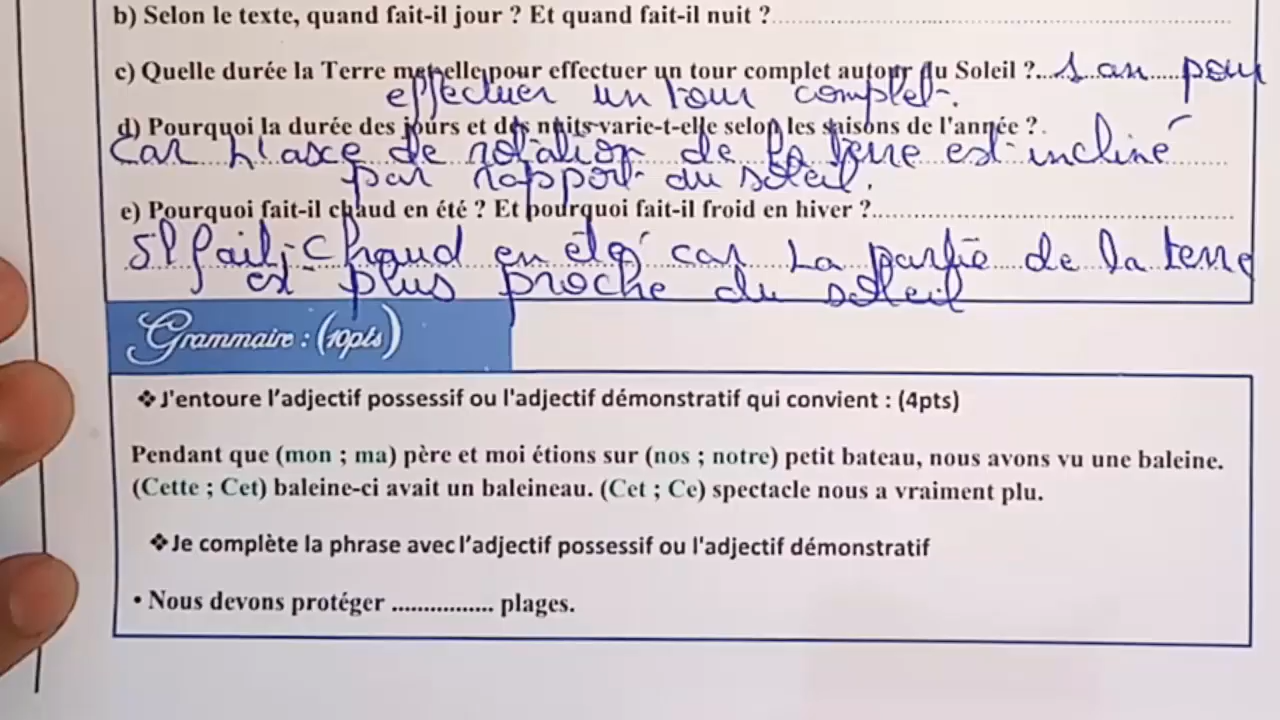 b) Selon le texte, quand fait-il jour ? Et quand fait-il nuit ?
c) Quelle durée la Terre met-elle pour effectuer un tour complet autour du Soleil ? 1 an pour
effectuer un tour complet.
d) Pourquoi la durée des jours et des nuits varie-t-elle selon les saisons de l'année ?
Car L'axe de rotation de la terre est incliné
par rapport du soleil.
e) Pourquoi fait-il chaud en été ? Et pourquoi fait-il froid en hiver ?
Il fait chaud en été car La partie de la terre
est plus proche du soleil
Grammaire : (10pts)
❖J'entoure l'adjectif possessif ou l'adjectif démonstratif qui convient : (4pts)
Pendant que (mon ; ma) père et moi étions sur (nos ; notre) petit bateau, nous avons vu une baleine.
(Cette ; Cet) baleine-ci avait un baleineau. (Cet ; Ce) spectacle nous a vraiment plu.
❖Je complète la phrase avec l'adjectif possessif ou l'adjectif démonstratif
• Nous devons protéger ................ plages.